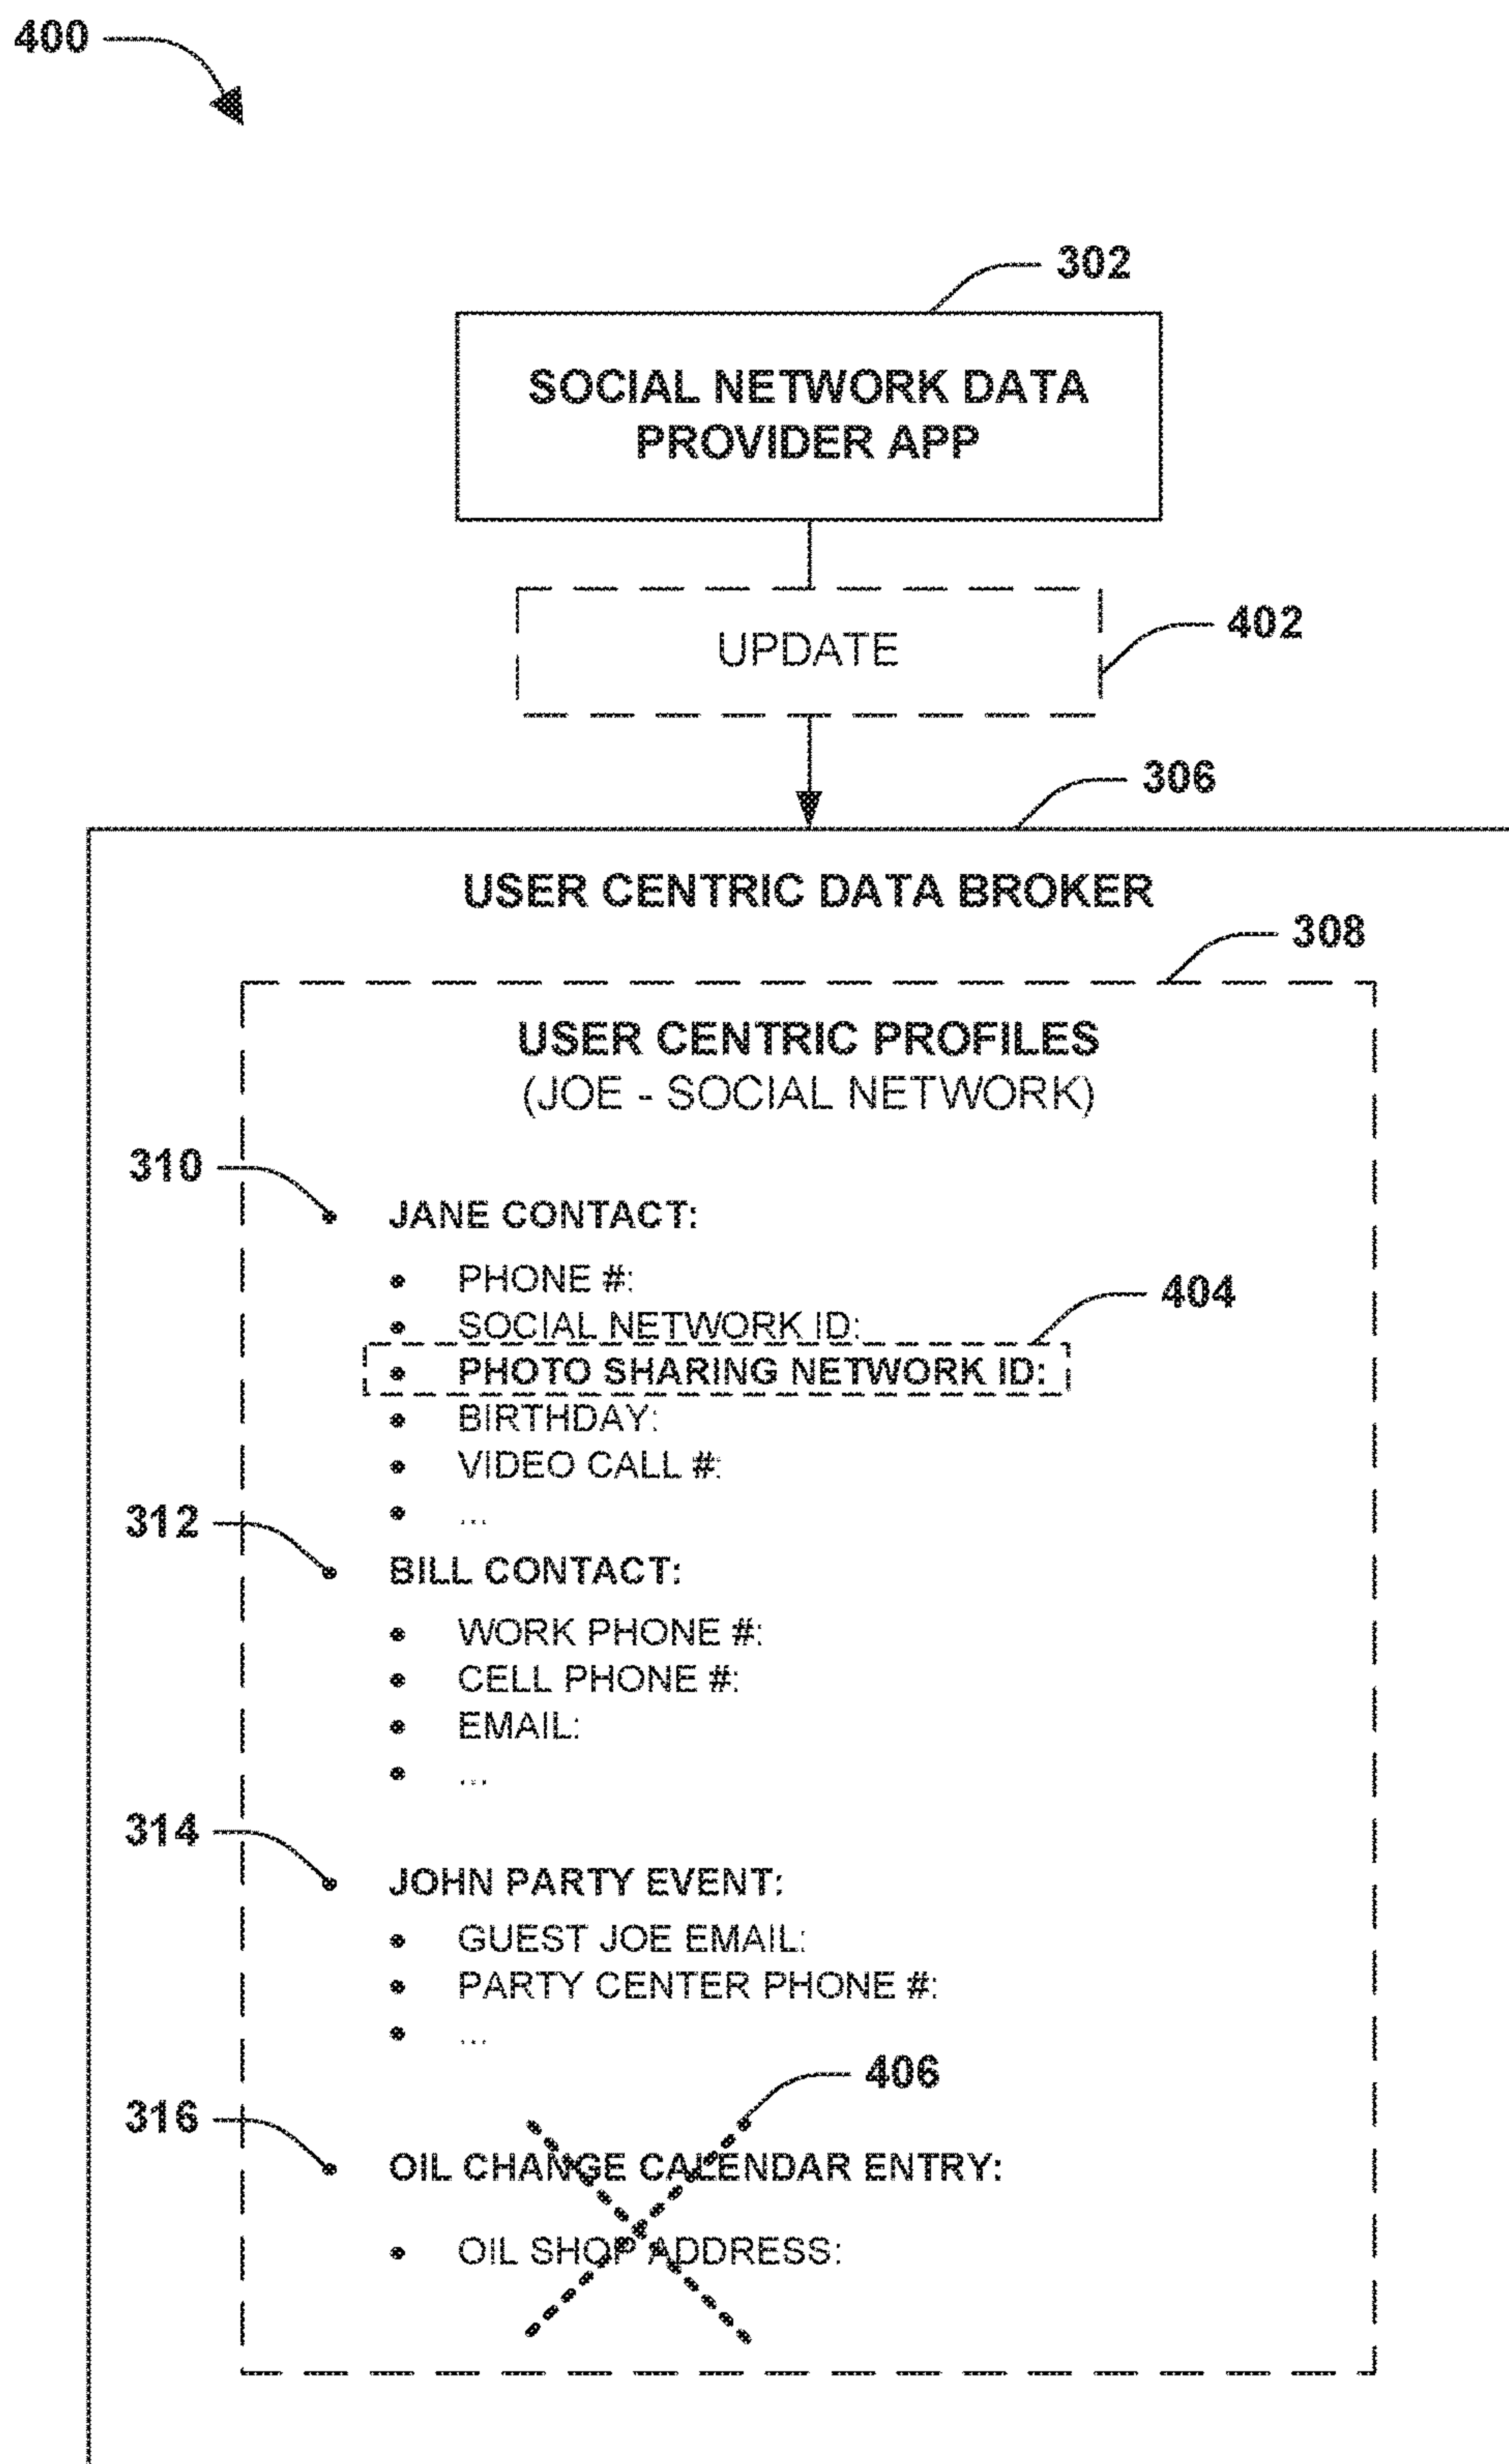 400
302
SOCIAL NETWORK DATA
PROVIDER APP
UPDATE
402
306
USER CENTRIC DATA BROKER
308
USER CENTRIC PROFILES
(JOE - SOCIAL NETWORK)
310
• JANE CONTACT:
• PHONE #:
404
• SOCIAL NETWORK ID:
• PHOTO SHARING NETWORK ID:
• BIRTHDAY:
• VIDEO CALL #:
• ...
312
• BILL CONTACT:
• WORK PHONE #:
• CELL PHONE #:
• EMAIL:
• ...
314
• JOHN PARTY EVENT:
• GUEST JOE EMAIL:
• PARTY CENTER PHONE #:
• ...
406
316
• OIL CHANGE CALENDAR ENTRY:
• OIL SHOP ADDRESS: